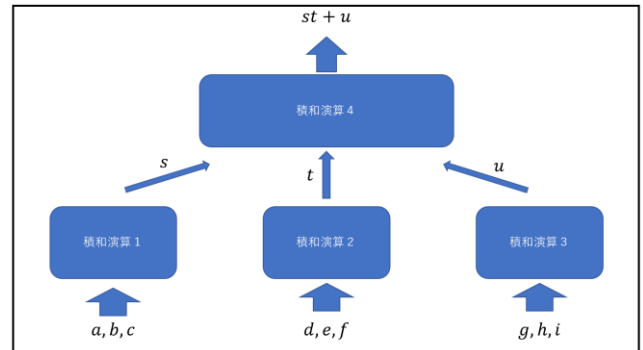 st + u
積和演算 4
s
t
u
積和演算 1
積和演算 2
積和演算 3
a, b, c
d, e, f
g, h, i